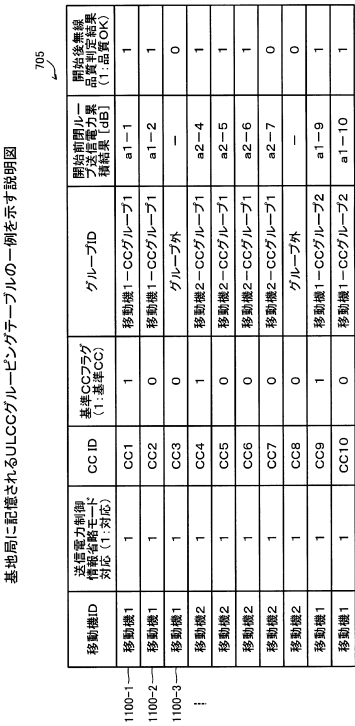 基地局に記憶されるULCCグルーピングテーブルの一例を示す説明図
705
移動機ID 送信電力制御情報省略モード対応(1:対応) CC ID 基準CCフラグ(1:基準CC) グループID 開始前閉ループ送信電力累積結果[dB] 開始後無線品質判定結果(1:品質OK)
1100-1 移動機1 1 CC1 1 移動機1-CCグループ1 a1-1 1
1100-2 移動機1 1 CC2 0 移動機1-CCグループ1 a1-2 1
1100-3 移動機1 1 CC3 0 グループ外 - 0
… 移動機2 1 CC4 1 移動機2-CCグループ1 a2-4 1
移動機2 1 CC5 0 移動機2-CCグループ1 a2-5 1
移動機2 1 CC6 0 移動機2-CCグループ1 a2-6 1
移動機2 1 CC7 0 移動機2-CCグループ1 a2-7 0
移動機2 1 CC8 0 グループ外 - 0
移動機1 1 CC9 1 移動機1-CCグループ2 a1-9 1
移動機1 1 CC10 0 移動機1-CCグループ2 a1-10 1